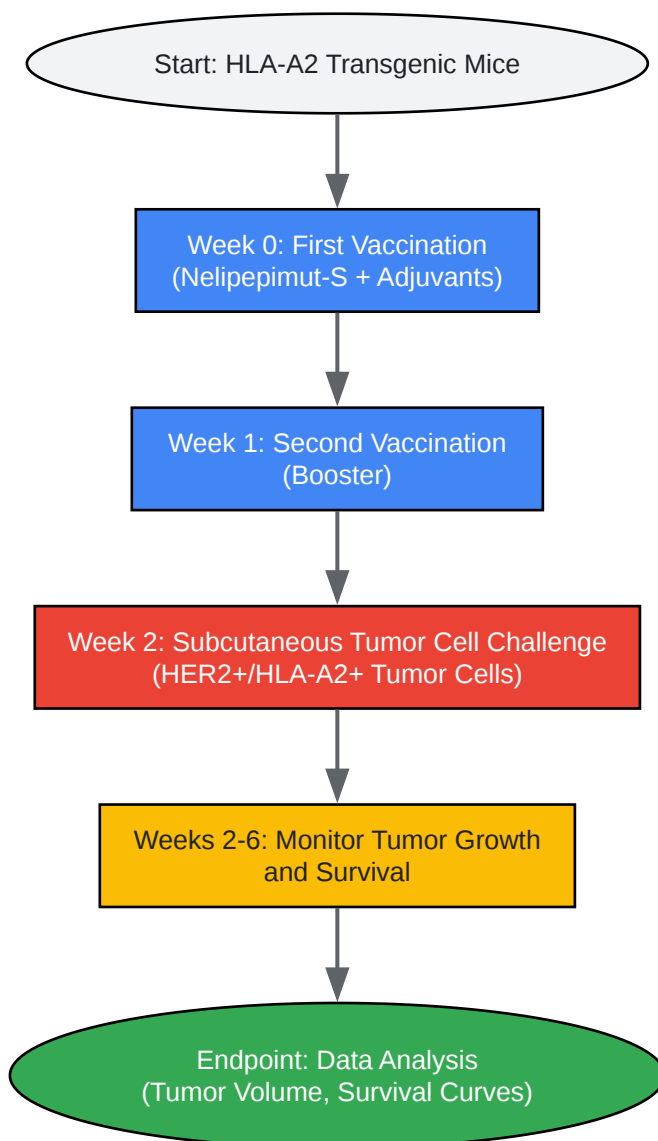 Start: HLA-A2 Transgenic Mice
Week 0: First Vaccination
(Nelipepimut-S + Adjuvants)
Week 1: Second Vaccination
(Booster)
Week 2: Subcutaneous Tumor Cell Challenge
(HER2+/HLA-A2+ Tumor Cells)
Weeks 2-6: Monitor Tumor Growth
and Survival
Endpoint: Data Analysis
(Tumor Volume, Survival Curves)